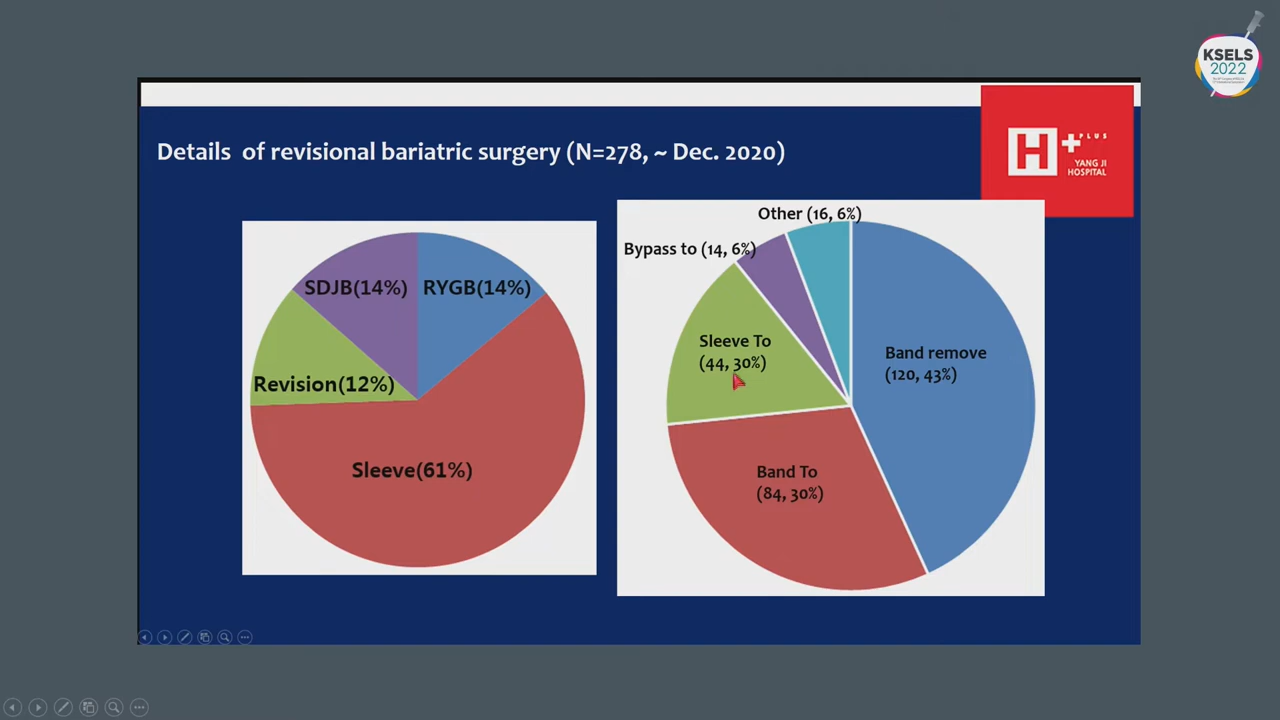 KSELS
2022
Details of revisional bariatric surgery (N=278, ~ Dec. 2020)
H+
PLUS
YANG JI
HOSPITAL
SDJB(14%)
RYGB(14%)
Revision(12%)
Sleeve(61%)
Other (16, 6%)
Bypass to (14, 6%)
Sleeve To
(44, 30%)
Band remove
(120, 43%)
Band To
(84, 30%)